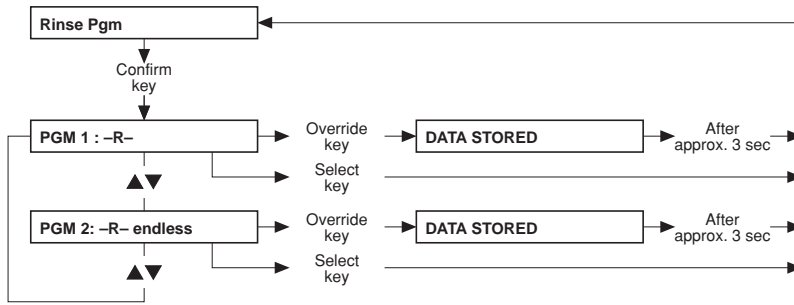 Rinse Pgm
Confirm
key
PGM 1 : –R–
Override
key
DATA STORED
After
approx. 3 sec
Select
key
▲▼
PGM 2: –R– endless
Override
key
DATA STORED
After
approx. 3 sec
Select
key
▲▼